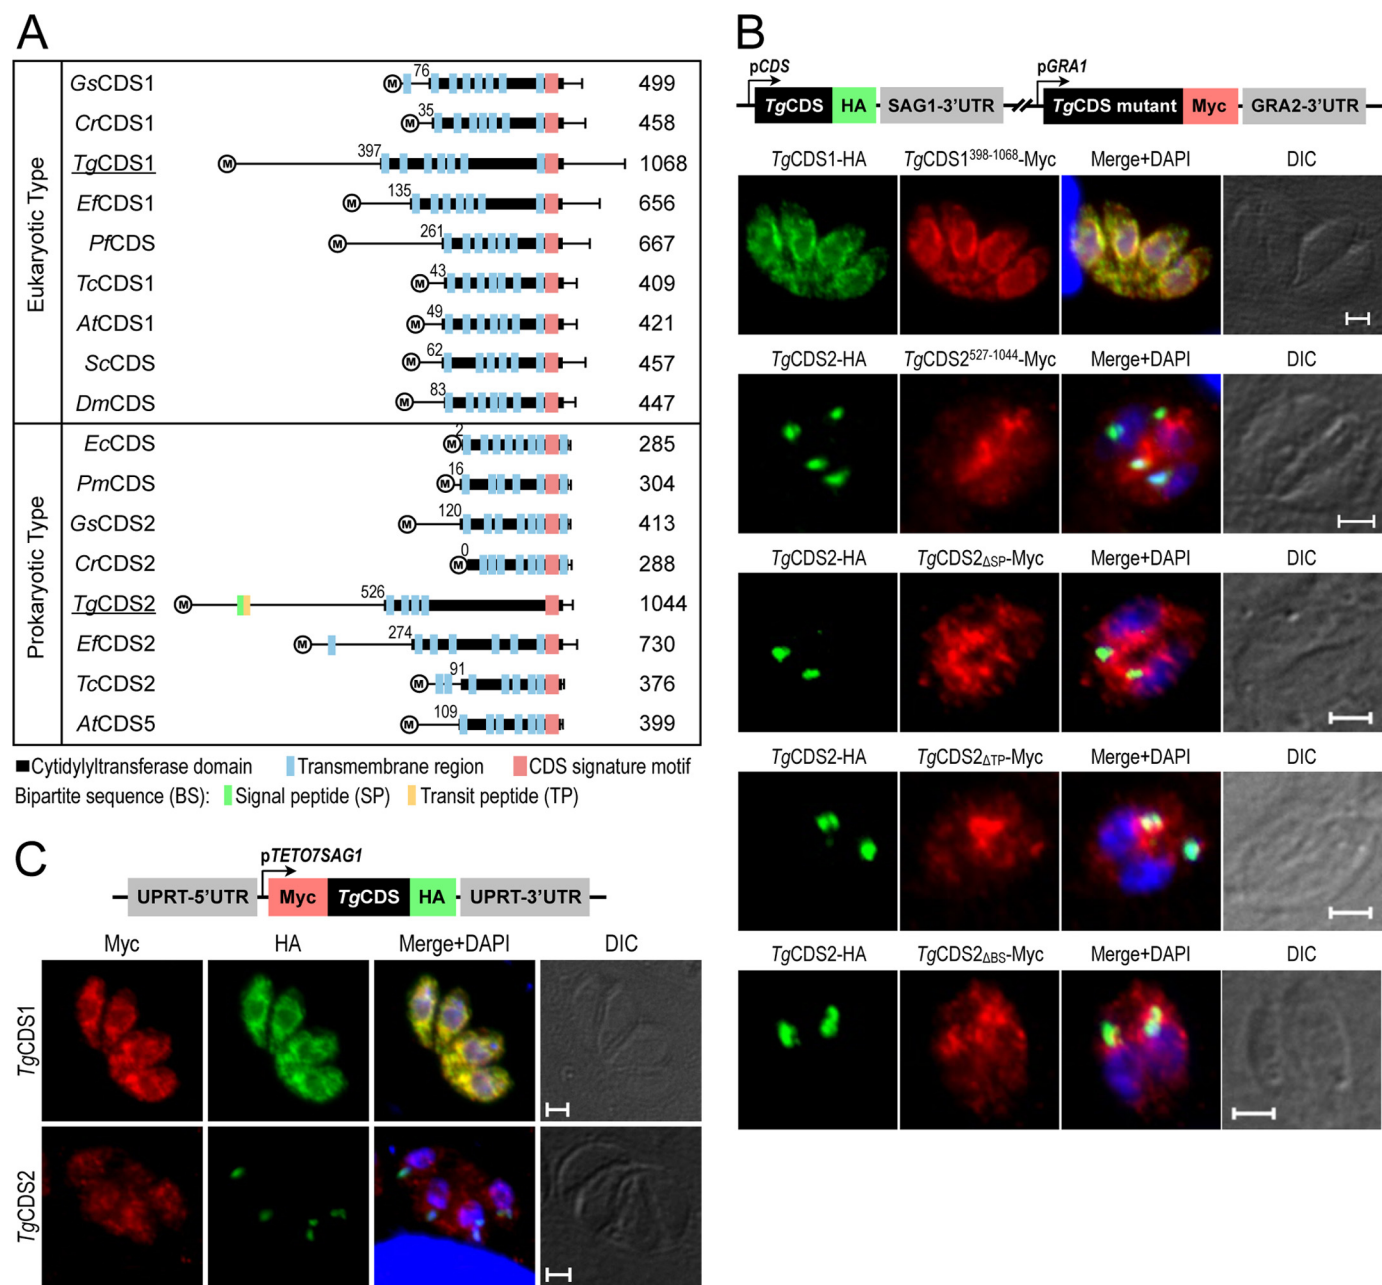 A
Eukaryotic Type
GsCDS1 M 76 499
CrCDS1 M 35 458
TgCDS1 M 397 1068
EfCDS1 M 135 656
PfCDS M 261 667
TcCDS1 M 43 409
AtCDS1 M 49 421
ScCDS M 62 457
DmCDS M 83 447
Prokaryotic Type
EcCDS M 2 285
PmCDS M 16 304
GsCDS2 M 120 413
CrCDS2 M 0 288
TgCDS2 M 526 1044
EfCDS2 M 274 730
TcCDS2 M 91 376
AtCDS5 M 109 399
Cytidylyltransferase domain Transmembrane region CDS signature motif
Bipartite sequence (BS): Signal peptide (SP) Transit peptide (TP)
B
pCDS pGRA1
TgCDS HA SAG1-3'UTR TgCDS mutant Myc GRA2-3'UTR
TgCDS1-HA TgCDS1398-1068-Myc Merge+DAPI DIC
TgCDS2-HA TgCDS2527-1044-Myc Merge+DAPI DIC
TgCDS2-HA TgCDS2ΔSP-Myc Merge+DAPI DIC
TgCDS2-HA TgCDS2ΔTP-Myc Merge+DAPI DIC
TgCDS2-HA TgCDS2ΔBS-Myc Merge+DAPI DIC
C
pTETO7SAG1
UPRT-5'UTR Myc TgCDS HA UPRT-3'UTR
Myc HA Merge+DAPI DIC
TgCDS1
TgCDS2